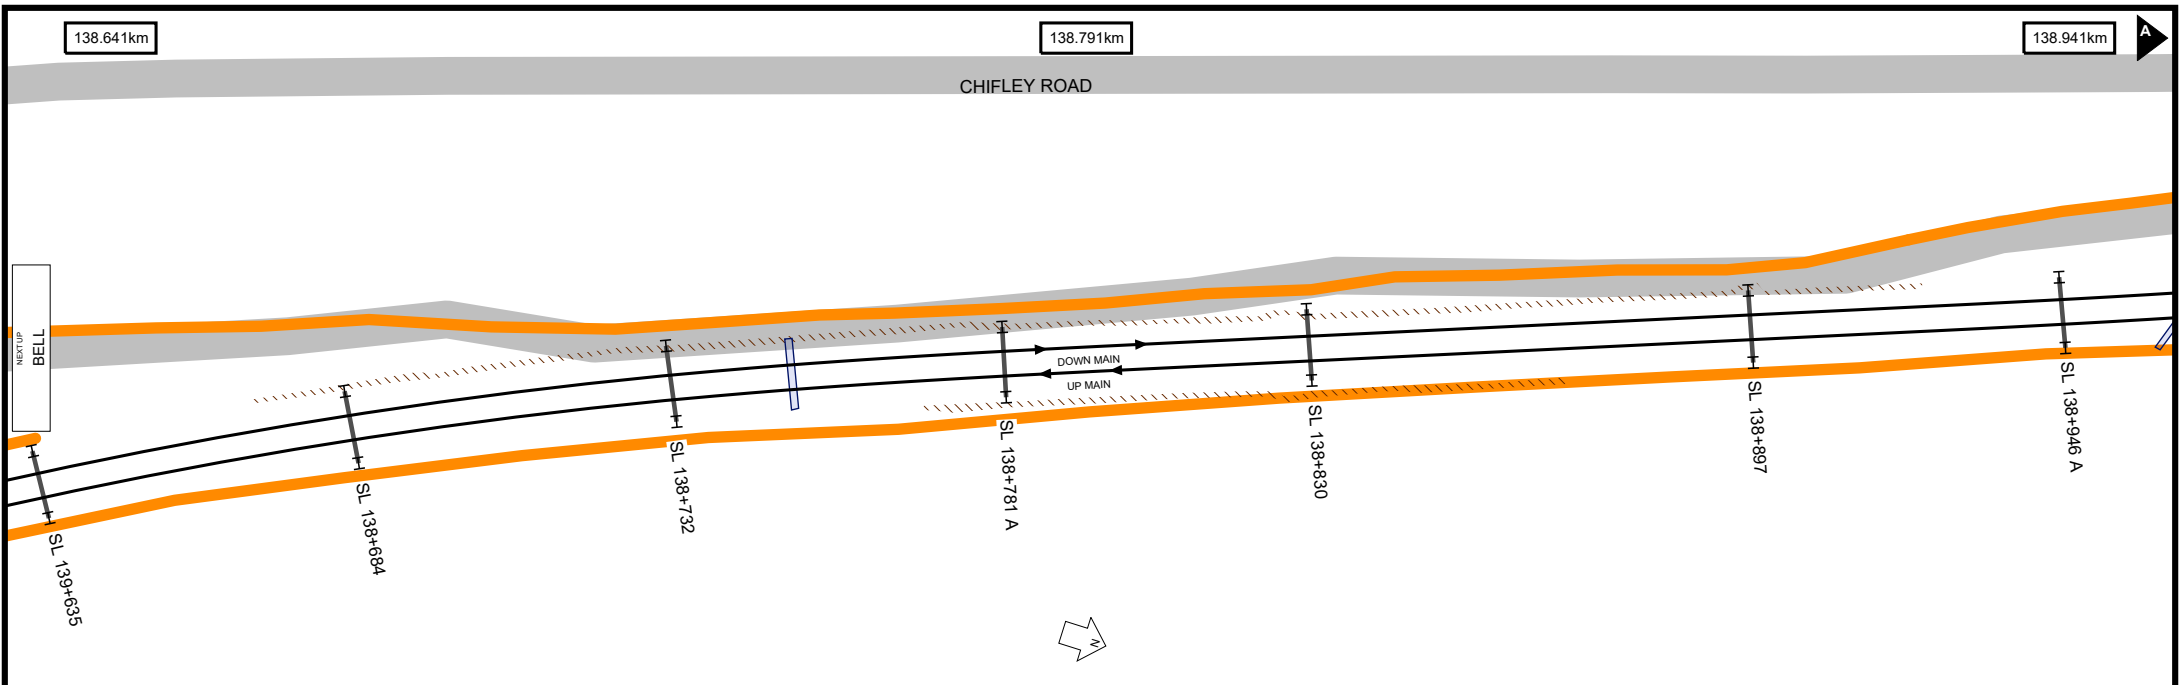 138.641km
138.791km
138.941km
A
CHIFLEY ROAD
NEXT UP
BELL
DOWN MAIN
UP MAIN
SL 139+635
SL 138+684
SL 138+732
SL 138+781 A
SL 138+830
SL 138+897
SL 138+946 A
N